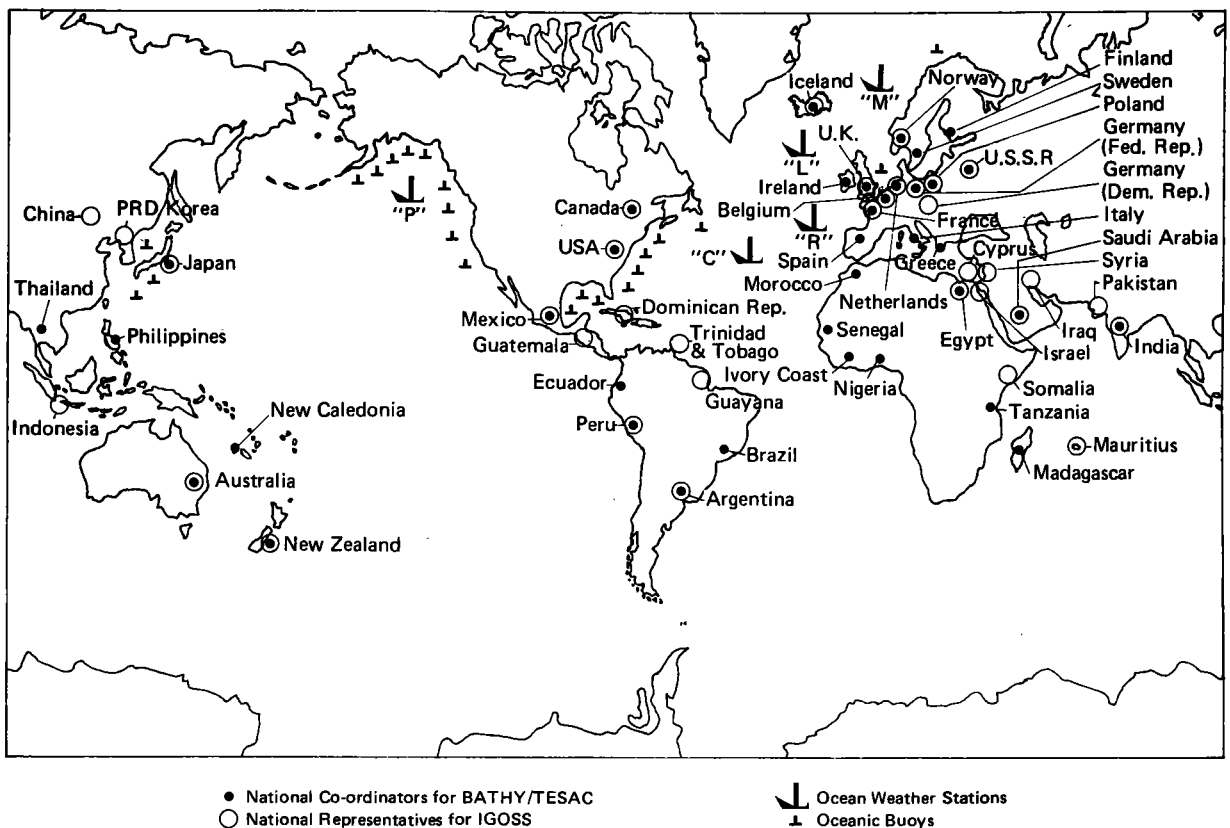 Finland
Sweden
Poland
Germany
(Fed. Rep.)
Germany
(Dem. Rep.)
Italy
Saudi Arabia
Syria
Pakistan
Iceland
"M"
Norway
U.K.
"L"
U.S.S.R
Ireland
Belgium
"R"
France
Cyprus
Greece
Spain
Morocco
Netherlands
Egypt
Israel
Iraq
India
China
PRD Korea
Japan
Thailand
Philippines
Indonesia
New Caledonia
Australia
New Zealand
"P"
Canada
USA
"C"
Mexico
Guatemala
Dominican Rep.
Trinidad
& Tobago
Guayana
Ecuador
Peru
Brazil
Argentina
Senegal
Ivory Coast
Nigeria
Somalia
Tanzania
Mauritius
Madagascar
National Co-ordinators for BATHY/TESAC
National Representatives for IGOSS
Ocean Weather Stations
Oceanic Buoys